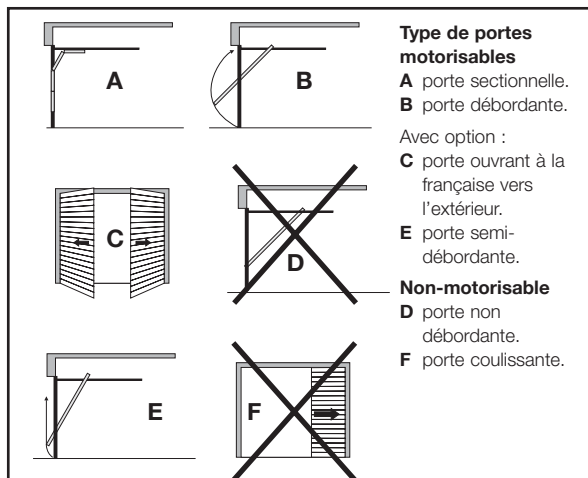 A
B
C
D
E
F
Type de portes
motorisables
A porte sectionnelle.
B porte débordante.
Avec option :
C porte ouvrant à la
française vers
l'extérieur.
E porte semi-
débordante.
Non-motorisable
D porte non
débordante.
F porte coulissante.